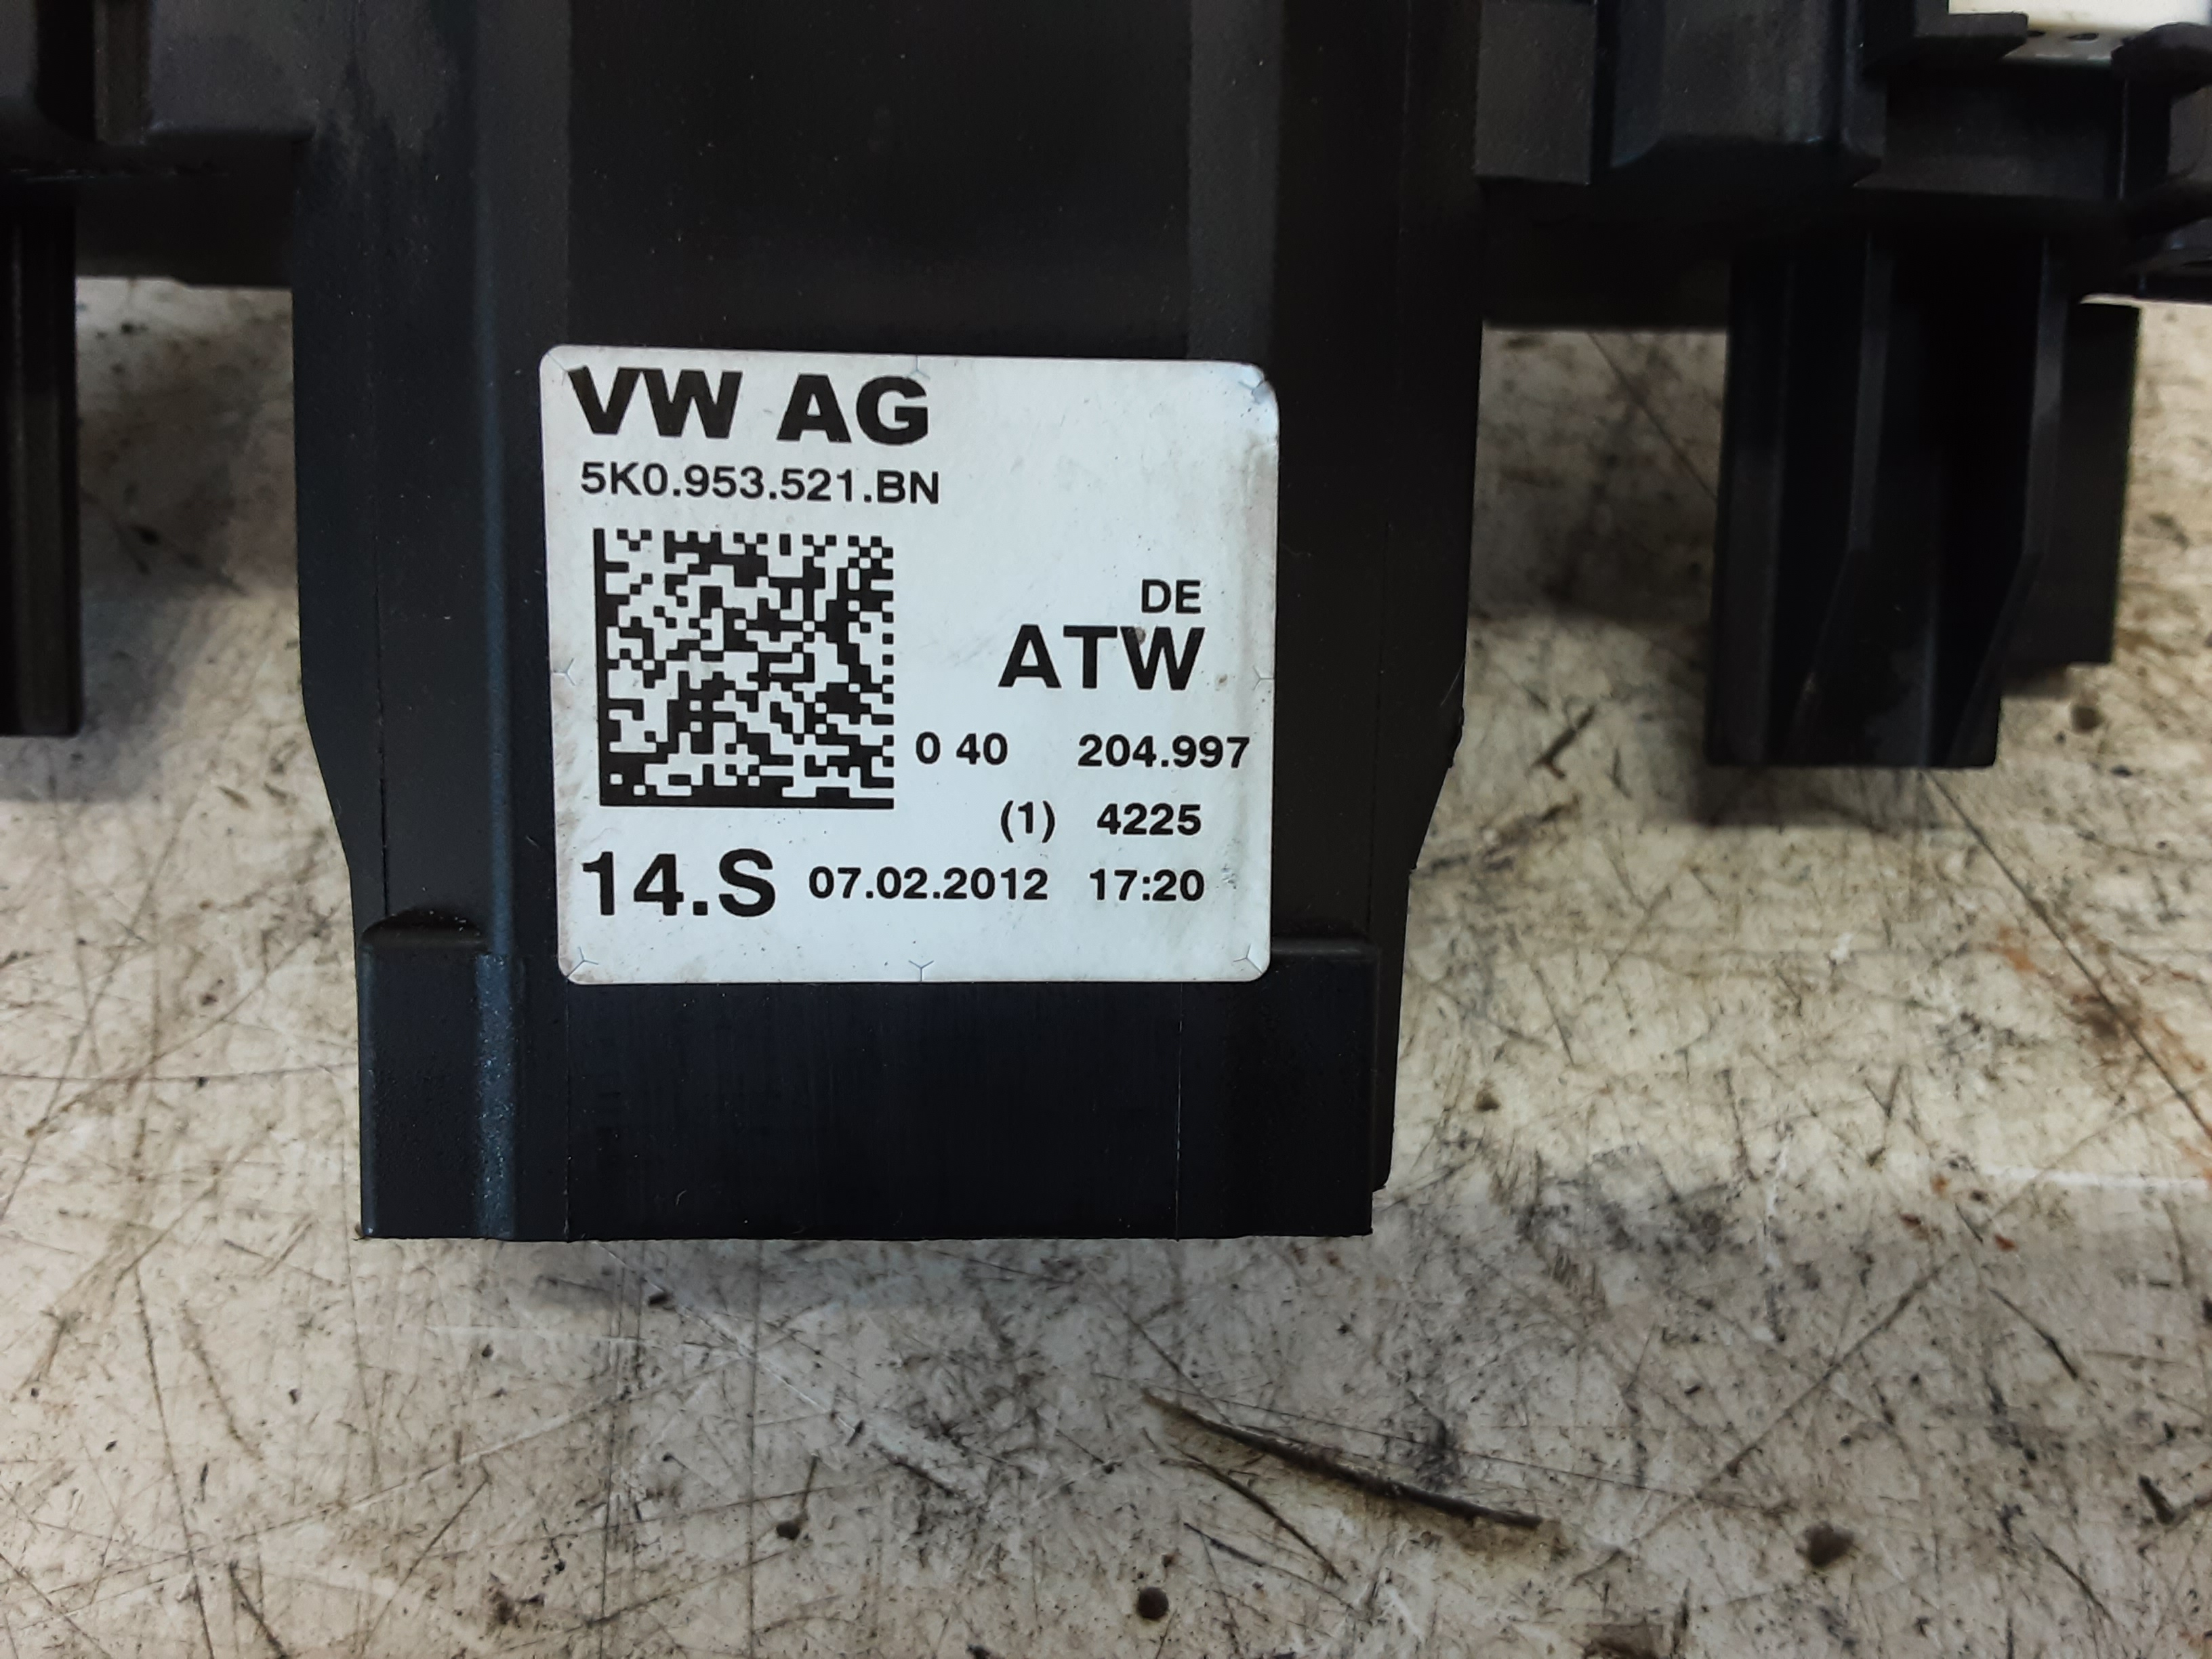 VW AG
5K0.953.521.BN
DE
ATW
0 40 204.997
(1) 4225
14.S 07.02.2012 17:20